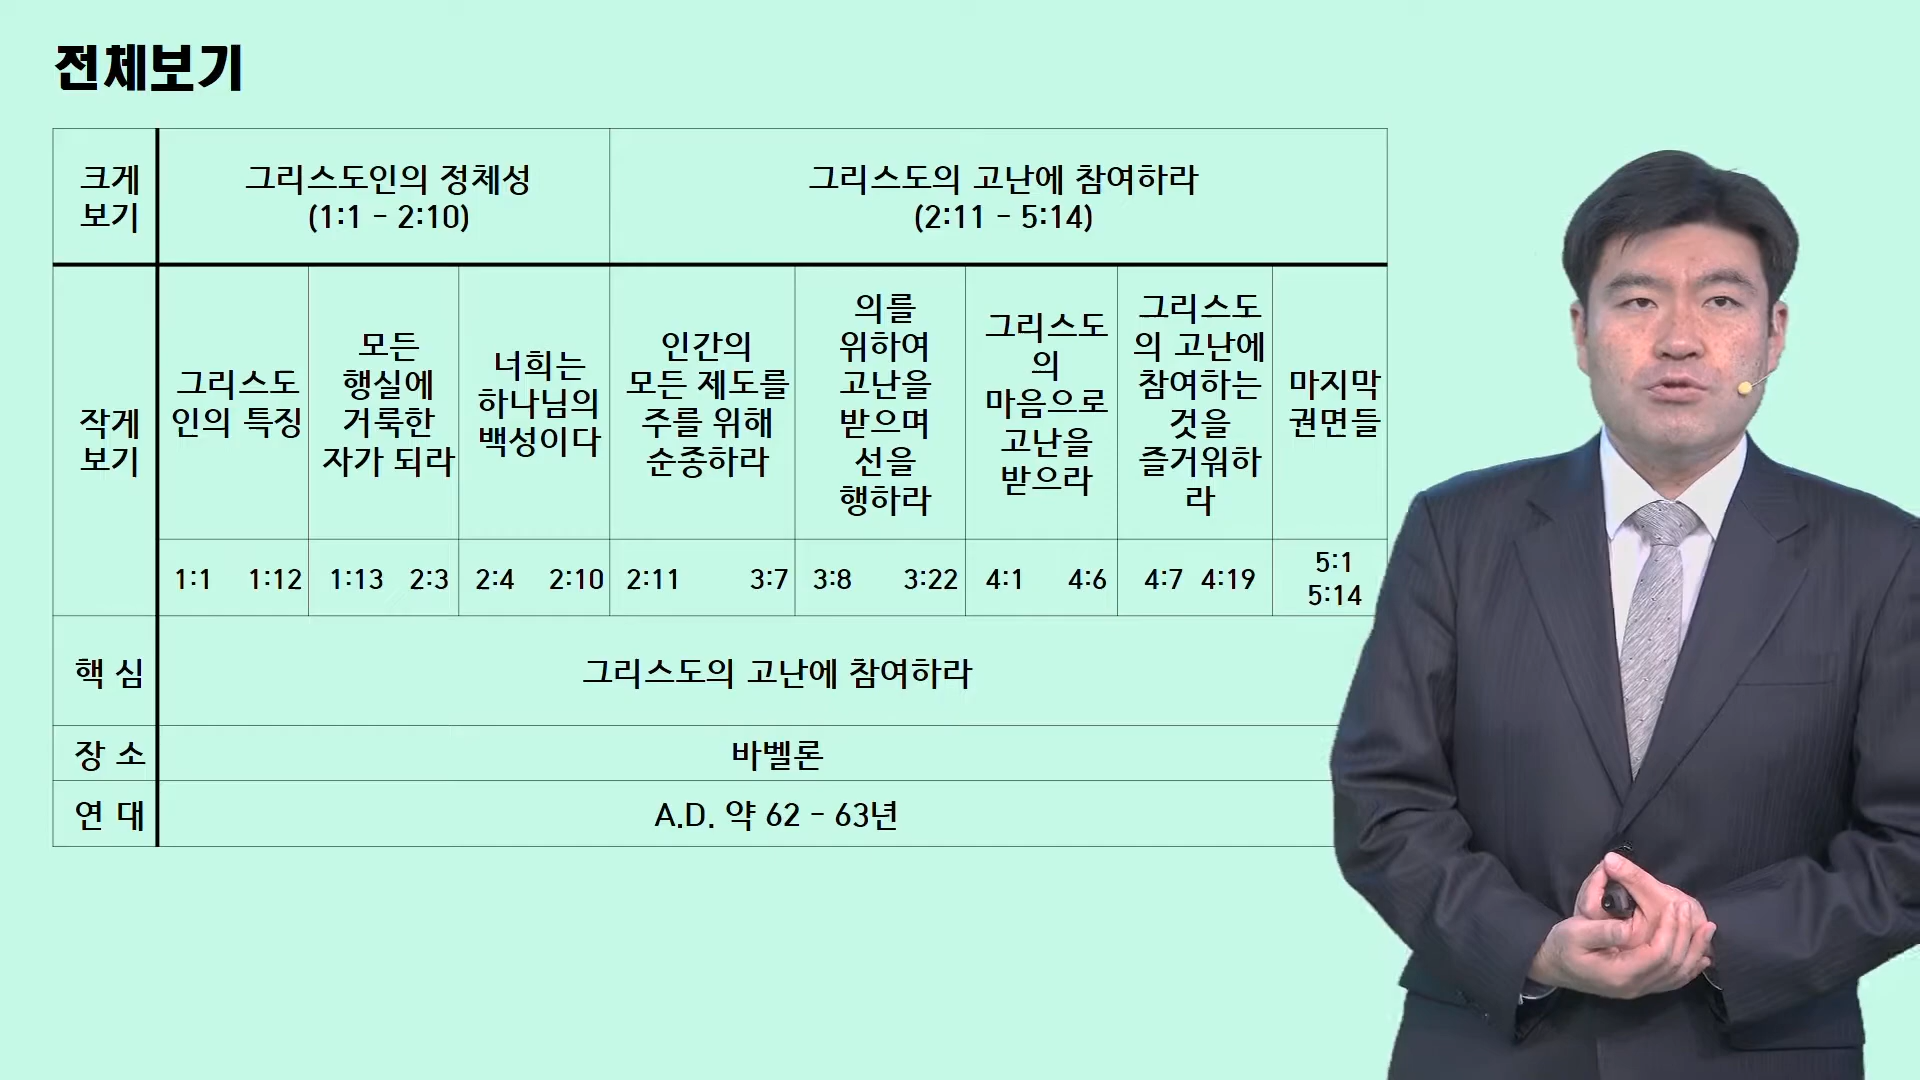 전체보기
크게
보기
그리스도인의 정체성
(1:1 - 2:10)
그리스도의 고난에 참여하라
(2:11 - 5:14)
작게
보기
그리스도
인의 특징
모든
행실에
거룩한
자가 되라
너희는
하나님의
백성이다
인간의
모든 제도를
주를 위해
순종하라
의를
위하여
고난을
받으며
선을
행하라
그리스도
의
마음으로
고난을
받으라
그리스도
의 고난에
참여하는
것을
즐거워하
라
마지막
권면들
1:1 1:12
1:13 2:3
2:4 2:10
2:11 3:7
3:8 3:22
4:1 4:6
4:7 4:19
5:1
5:14
핵 심
그리스도의 고난에 참여하라
장 소
바벨론
연 대
A.D. 약 62 - 63년